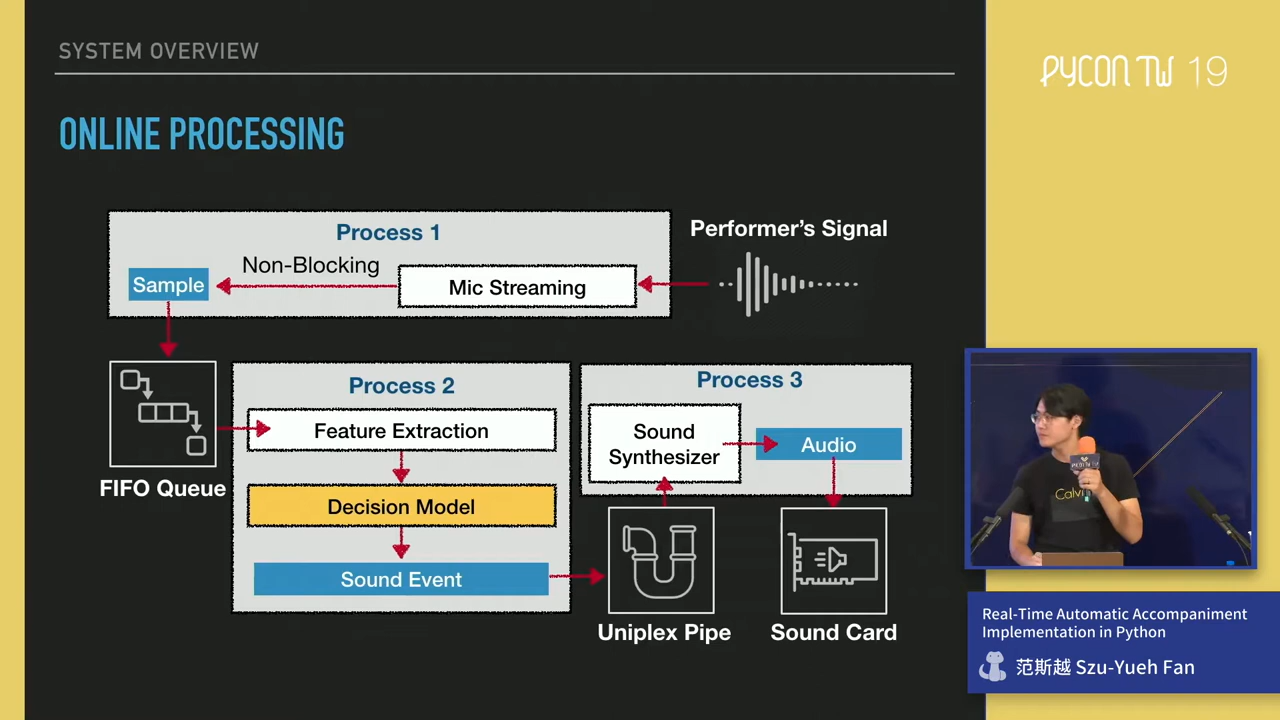 SYSTEM OVERVIEW
PYCON TW 19
ONLINE PROCESSING
Process 1
Performer's Signal
Non-Blocking
Sample
Mic Streaming
Process 2
Process 3
Feature Extraction
Sound
Synthesizer
Audio
FIFO Queue
Decision Model
Sound Event
Uniplex Pipe
Sound Card
Real-Time Automatic Accompaniment
Implementation in Python
范斯越 Szu-Yueh Fan